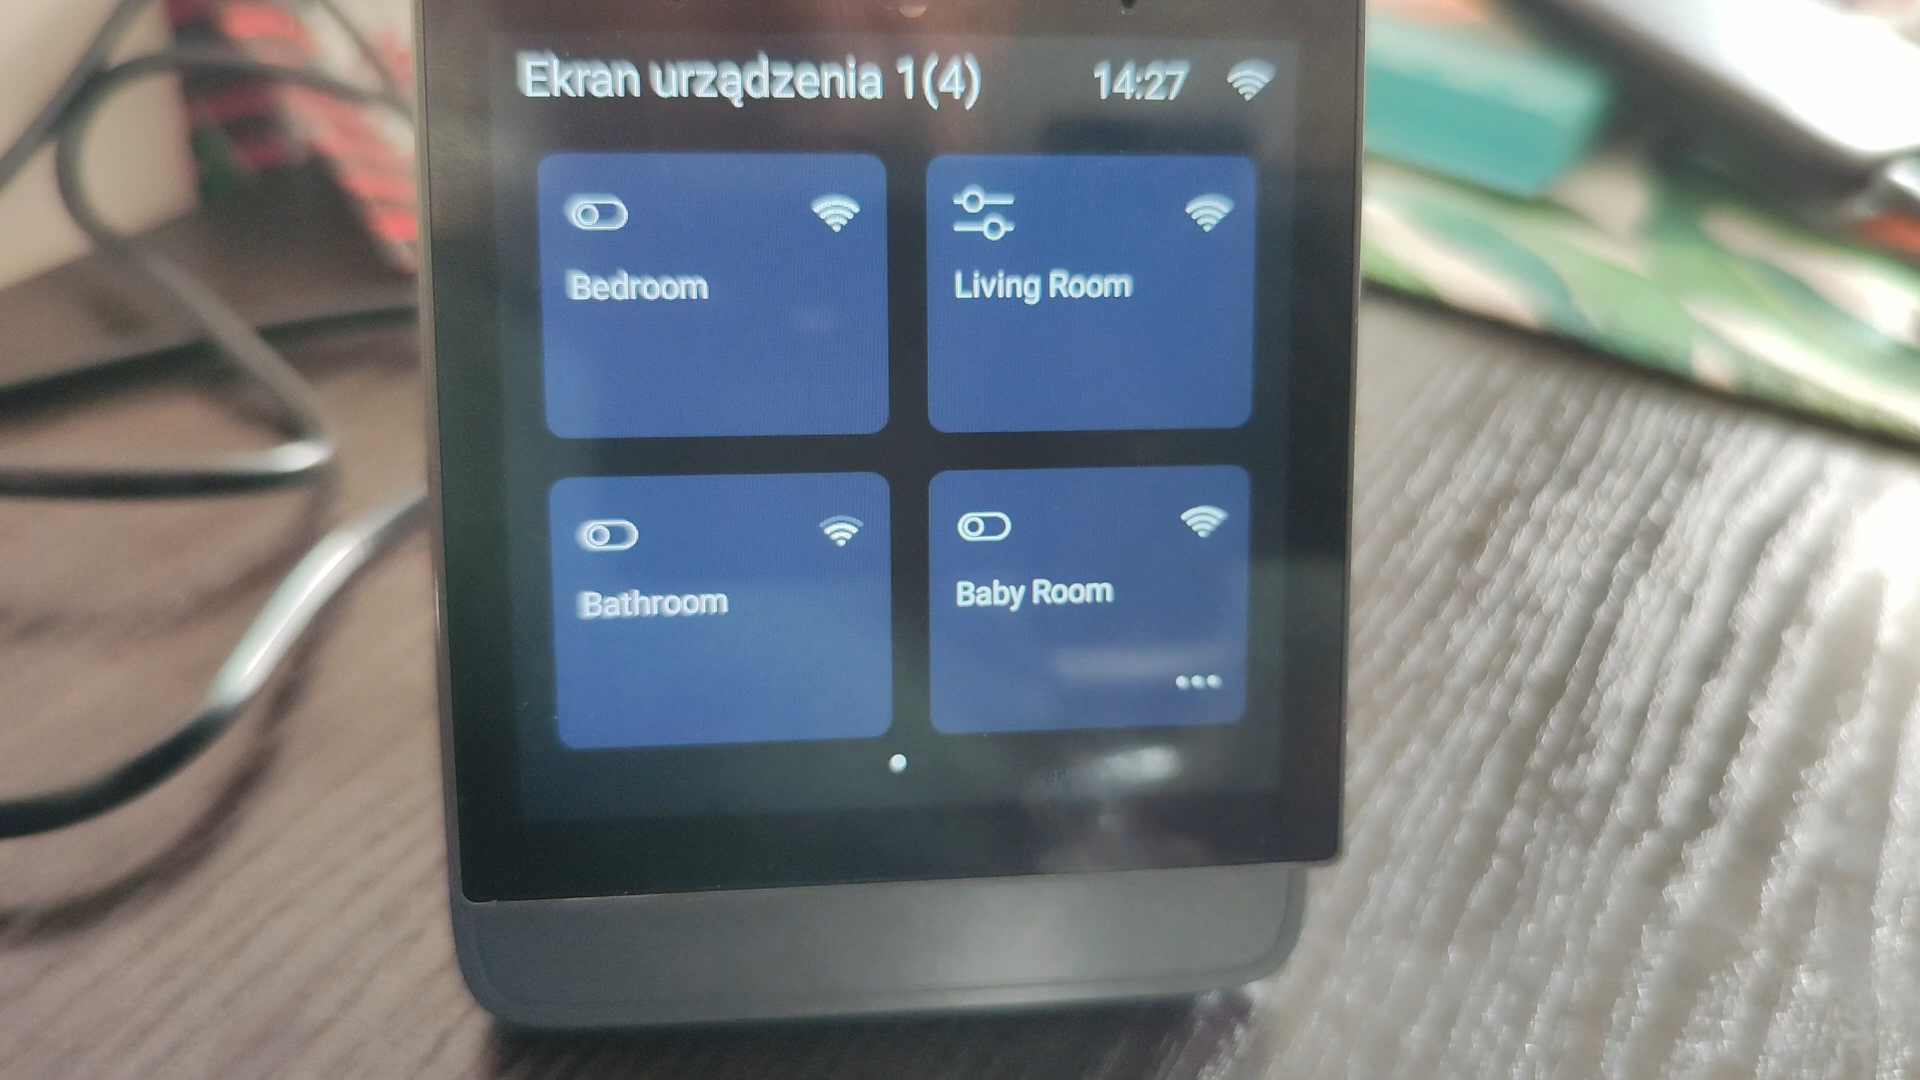 Ekran urządzenia 1(4) 14:27
Bedroom
Living Room
Bathroom
Baby Room